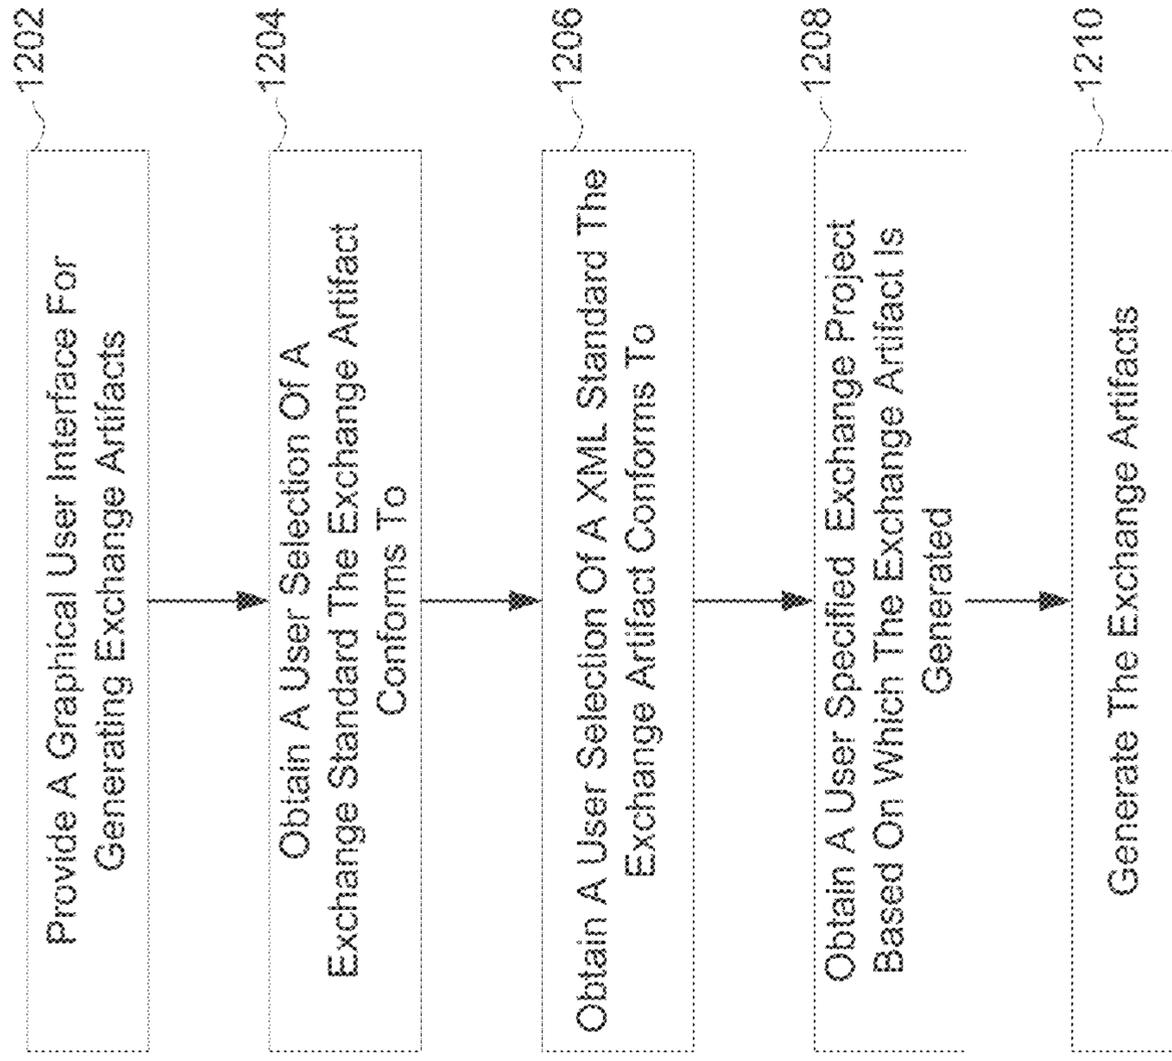 1202
Provide A Graphical User Interface For
Generating Exchange Artifacts
1204
Obtain A User Selection Of A
Exchange Standard The Exchange Artifact
Conforms To
1206
Obtain A User Selection Of A XML Standard The
Exchange Artifact Conforms To
1208
Obtain A User Specified Exchange Project
Based On Which The Exchange Artifact Is
Generated
1210
Generate The Exchange Artifacts